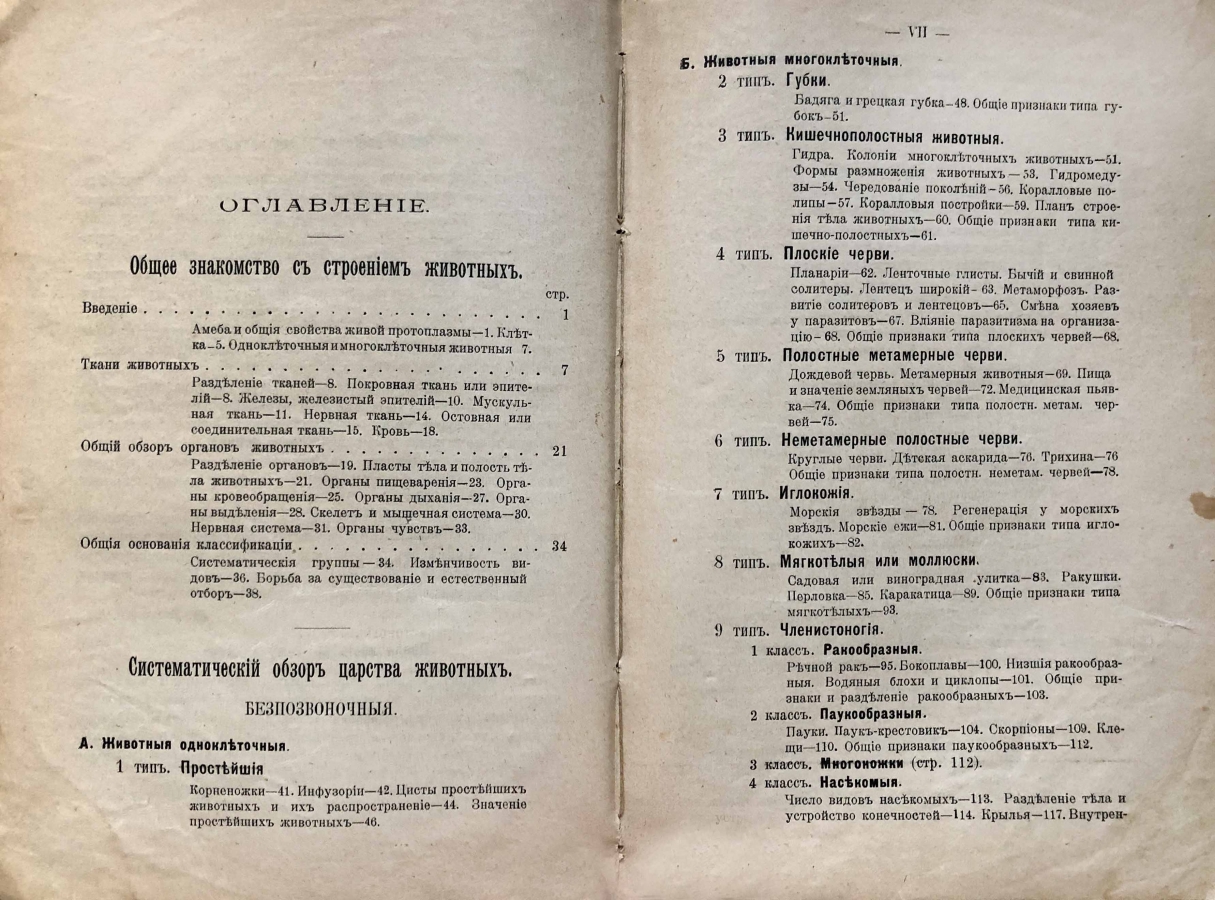 ОГЛАВЛЕНІЕ.
Общее знакомство съ строеніемъ животныхъ.
стр.
Введеніе . . . . . . . . . . . . . . . . . . . . . . . . . . 1
Амеба и общія свойства живой протоплазмы—1. Клѣт-
ка—5. Одноклѣточныя и многоклѣточныя животныя 7.
Ткани животныхъ . . . . . . . . . . . . . . . . . . . . . . 7
Раздѣленіе тканей—8. Покровная ткань или эпите-
лій—8. Железы, железистый эпителій—10. Мускуль-
ная ткань—11. Нервная ткань—14. Остовная или
соединительная ткань—15. Кровь—18.
Общій обзоръ органовъ животныхъ . . . . . . . . . . . . . . 21
Раздѣленіе органовъ—19. Пласты тѣла и полость тѣ-
ла животныхъ—21. Органы пищеваренія—23. Орга-
ны кровеобращенія—25. Органы дыханія—27. Орга-
ны выдѣленія—28. Скелетъ и мышечная система—30.
Нервная система—31. Органы чувствъ—33.
Общія основанія классификаціи . . . . . . . . . . . . . . . 34
Систематическія группы—34. Измѣнчивость ви-
довъ—36. Борьба за существованіе и естественный
отборъ—38.
Систематическій обзоръ царства животныхъ.
БЕЗПОЗВОНОЧНЫЯ.
А. Животныя одноклѣточныя.
1 типъ. Простѣйшія
Корненожки—41. Инфузоріи—42. Цисты простѣйшихъ
животныхъ и ихъ распространеніе—44. Значеніе
простѣйшихъ животныхъ—46.
— VII —
Б. Животныя многоклѣточныя.
2 типъ. Губки.
Бадяга и грецкая губка—48. Общіе признаки типа гу-
бокъ—51.
3 типъ. Кишечнополостныя животныя.
Гидра. Колоніи многоклѣточныхъ животныхъ—51.
Формы размноженія животныхъ—53. Гидромеду-
зы—54. Чередованіе поколѣній—56. Коралловые по-
липы—57. Коралловыя постройки—59. Планъ строе-
нія тѣла животныхъ—60. Общіе признаки типа ки-
шечно-полостныхъ—61.
4 типъ. Плоскіе черви.
Планаріи—62. Ленточные глисты. Бычій и свинной
солитеры. Лентецъ широкій—63. Метаморфозъ. Раз-
витіе солитеровъ и лентецовъ—65. Смѣна хозяевъ
у паразитовъ—67. Вліяніе паразитизма на организа-
цію—68. Общіе признаки типа плоскихъ червей—68.
5 типъ. Полостные метамерные черви.
Дождевой червь. Метамерныя животныя—69. Пища
и значеніе земляныхъ червей—72. Медицинская пьяв-
ка—74. Общіе признаки типа полостн. метам. чер-
вей—75.
6 типъ. Неметамерные полостные черви.
Круглые черви. Дѣтская аскарида—76. Трихина—76
Общіе признаки типа полостн. неметам. червей—78.
7 типъ. Иглокожія.
Морскія звѣзды—78. Регенерація у морскихъ
звѣздъ. Морскіе ежи—81. Общіе признаки типа игло-
кожихъ—82.
8 типъ. Мягкотѣлыя или моллюски.
Садовая или виноградная улитка—83. Ракушки.
Перловка—85. Каракатица—89. Общіе признаки типа
мягкотѣлыхъ—93.
9 типъ. Членистоногія.
1 классъ. Ракообразныя.
Рѣчной ракъ—95. Бокоплавы—100. Низшія ракообраз-
ныя. Водяныя блохи и циклопы—101. Общіе при-
знаки и раздѣленіе ракообразныхъ—103.
2 классъ. Паукообразныя.
Пауки. Паукъ-крестовикъ—104. Скорпіоны—109. Кле-
щи—110. Общіе признаки паукообразныхъ—112.
3 классъ. Многоножки (стр. 112).
4 классъ. Насѣкомыя.
Число видовъ насѣкомыхъ—113. Раздѣленіе тѣла и
устройство конечностей—114. Крылья—117. Внутрен-